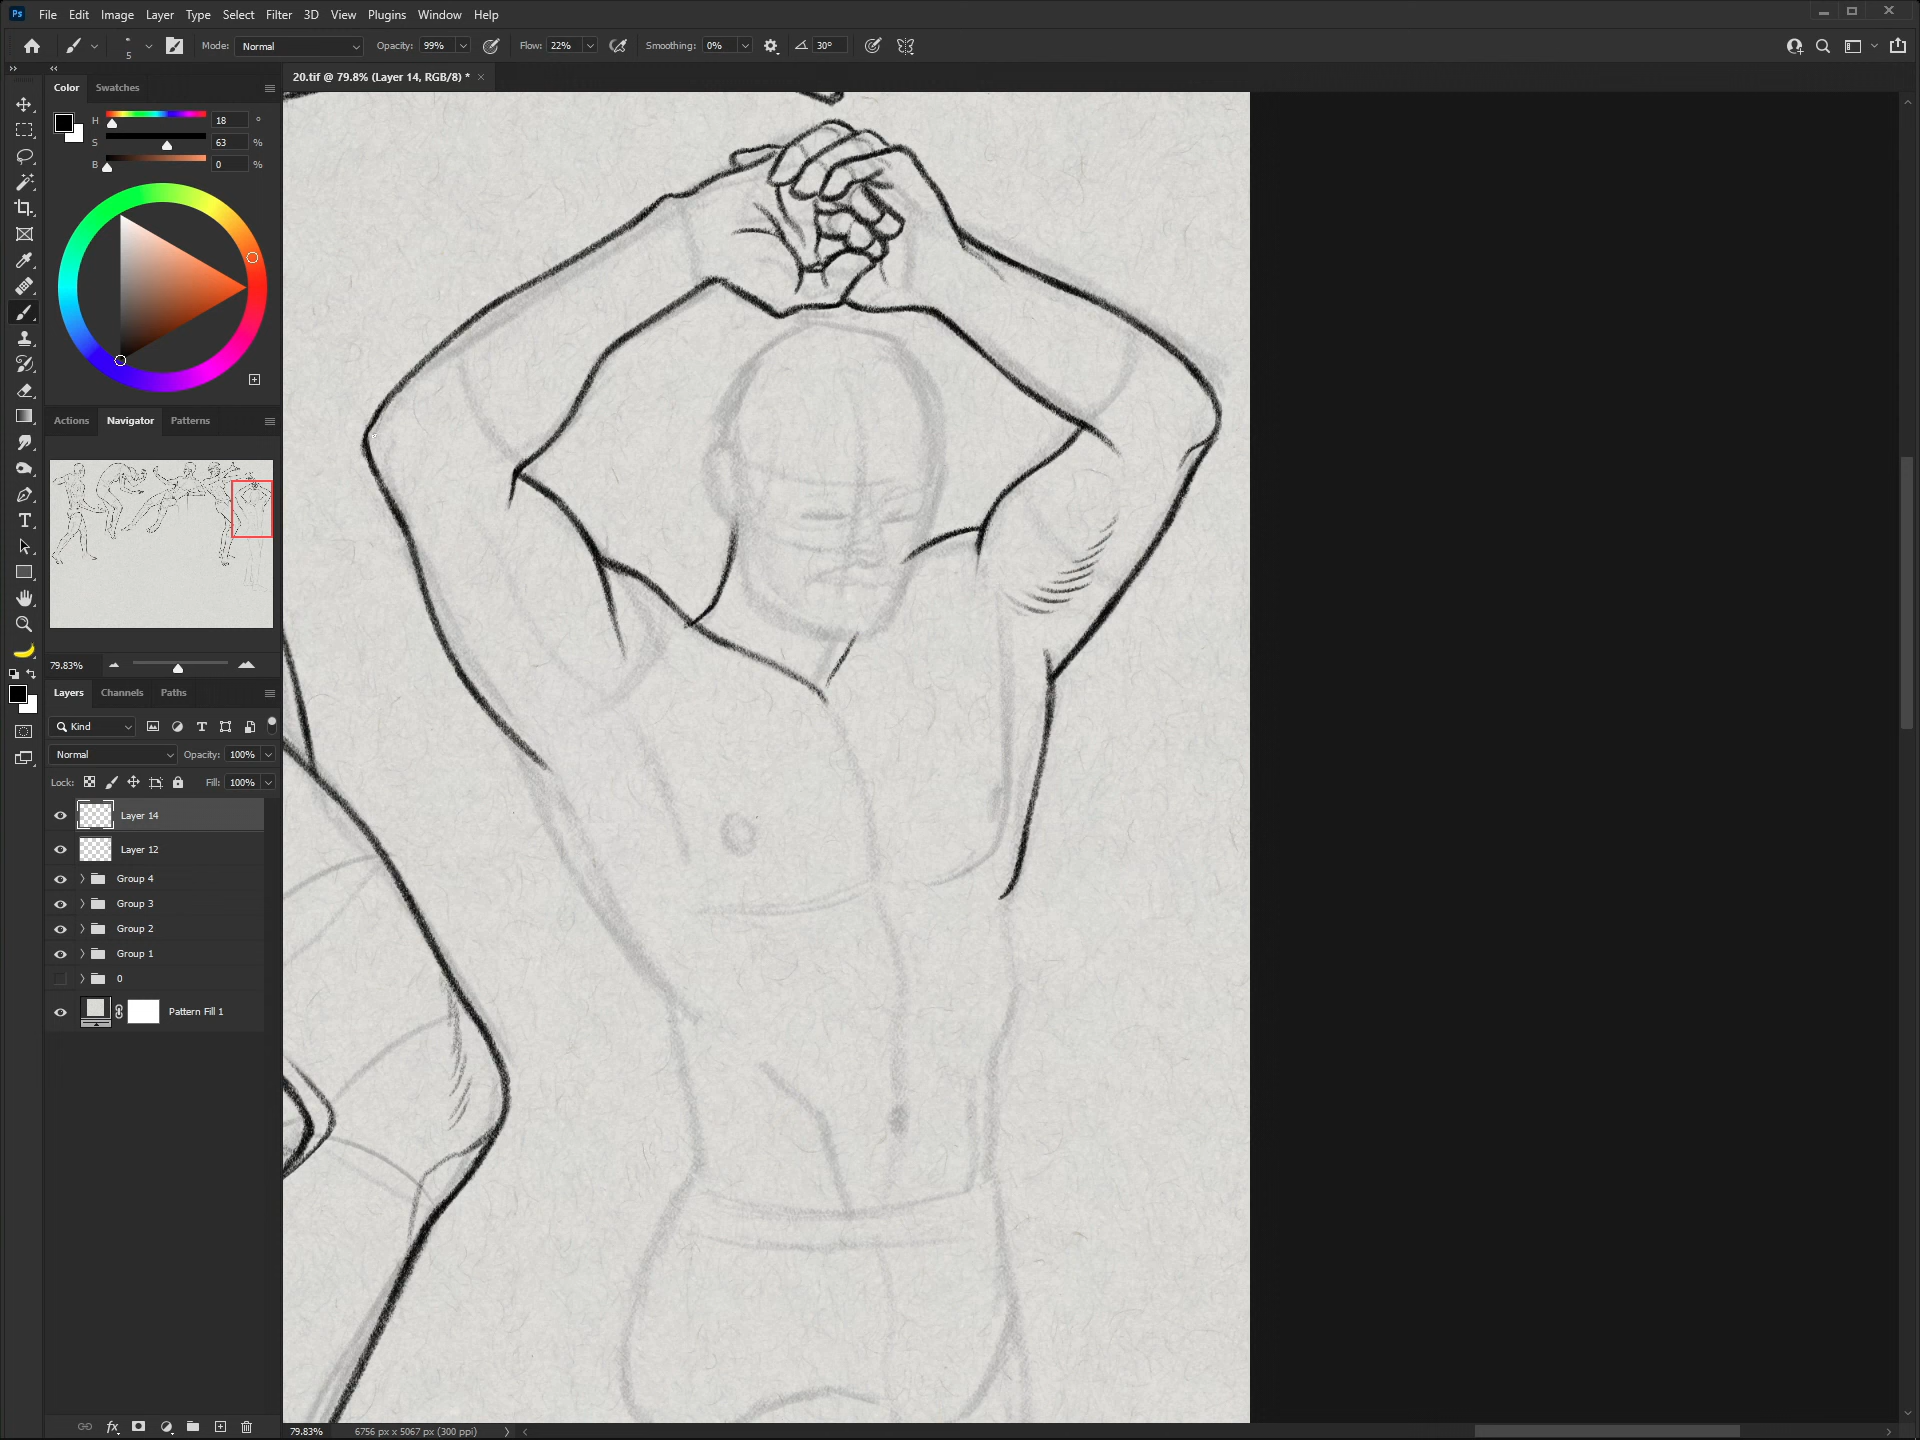 Ps File Edit Image Layer Type Select Filter 3D View Plugins Window Help
5 Mode: Normal Opacity: 99% Flow: 22% Smoothing: 0% 30°
20.tif @ 79.8% (Layer 14, RGB/8) *
Color Swatches
H 18 °
S 63 %
B 0 %
Actions Navigator Patterns
79.83%
Layers Channels Paths
Kind
Normal Opacity: 100%
Lock: Fill: 100%
Layer 14
Layer 12
Group 4
Group 3
Group 2
Group 1
0
Pattern Fill 1
fx
79.83% 6756 px x 5067 px (300 ppi)